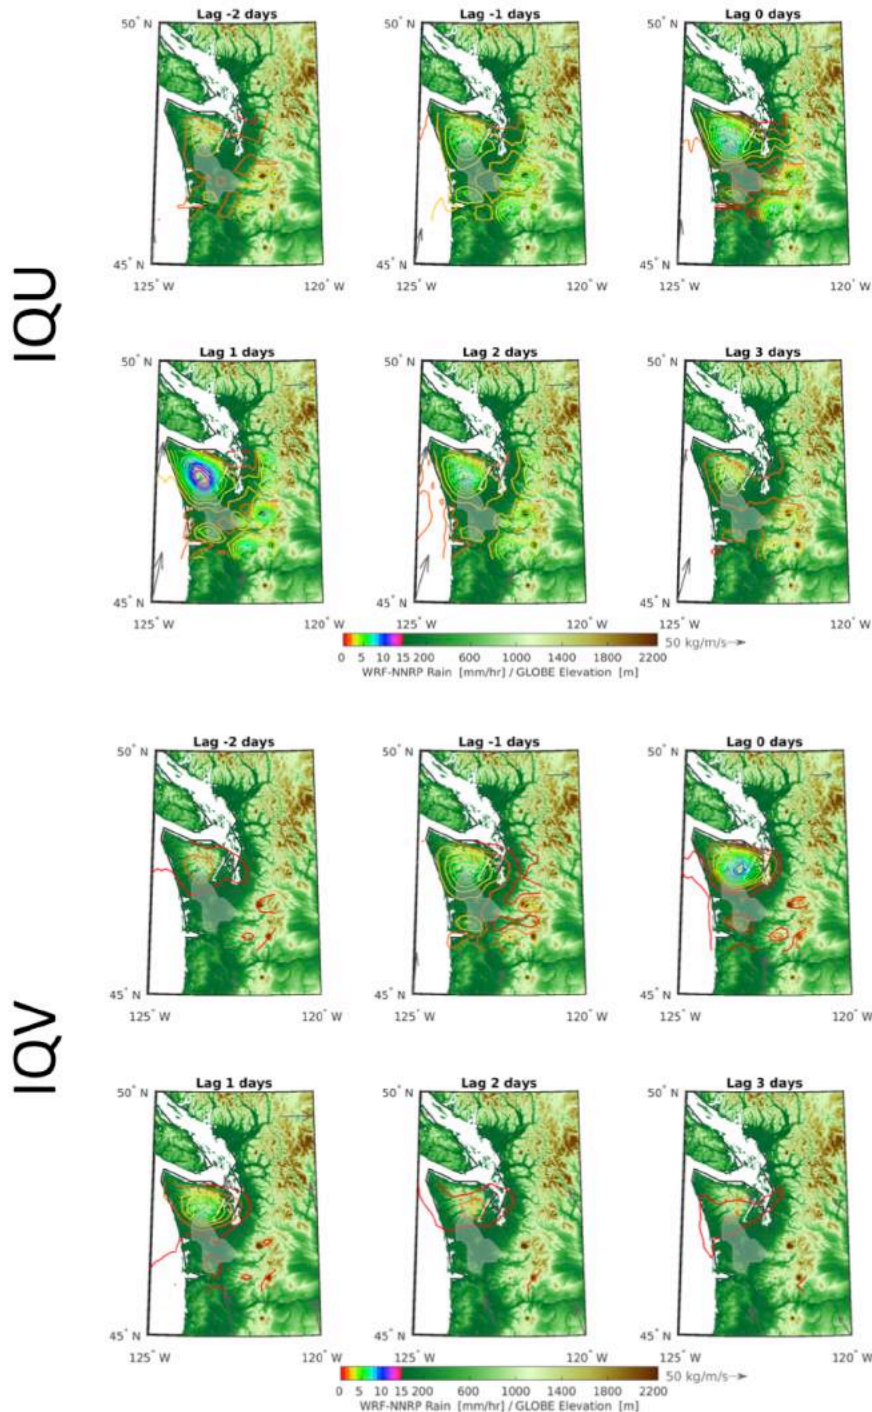 IQU
Lag -2 days
Lag -1 days
Lag 0 days
50° N
50° N
50° N
45° N
45° N
45° N
125° W
120° W
125° W
120° W
125° W
120° W
Lag 1 days
Lag 2 days
Lag 3 days
50° N
50° N
50° N
45° N
45° N
45° N
125° W
120° W
125° W
120° W
125° W
120° W
0 5 10 15 200 600 1000 1400 1800 2200 50 kg/m/s
WRF-NNRP Rain [mm/hr] / GLOBE Elevation [m]
IQV
Lag -2 days
Lag -1 days
Lag 0 days
50° N
50° N
50° N
45° N
45° N
45° N
125° W
120° W
125° W
120° W
125° W
120° W
Lag 1 days
Lag 2 days
Lag 3 days
50° N
50° N
50° N
45° N
45° N
45° N
125° W
120° W
125° W
120° W
125° W
120° W
0 5 10 15 200 600 1000 1400 1800 2200 50 kg/m/s
WRF-NNRP Rain [mm/hr] / GLOBE Elevation [m]